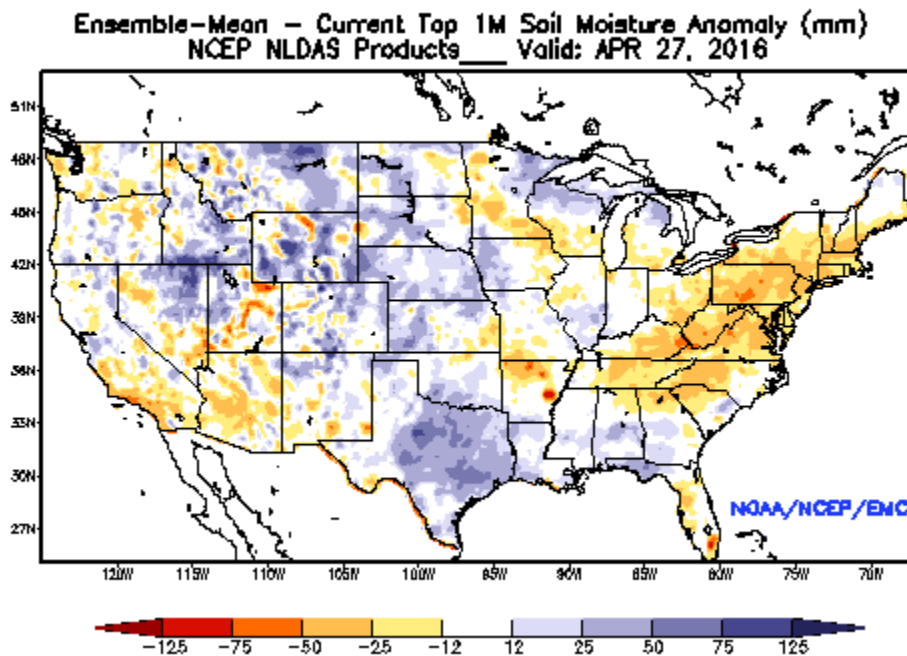 Ensemble-Mean – Current Top 1M Soil Moisture Anomaly (mm)
NCEP NLDAS Products___ Valid: APR 27, 2016
51N
48N
45N
42N
39N
36N
33N
30N
27N
NOAA/NCEP/EMC
120W 115W 110W 105W 100W 95W 90W 85W 80W 75W 70W
-125 -75 -50 -25 -12 12 25 50 75 125